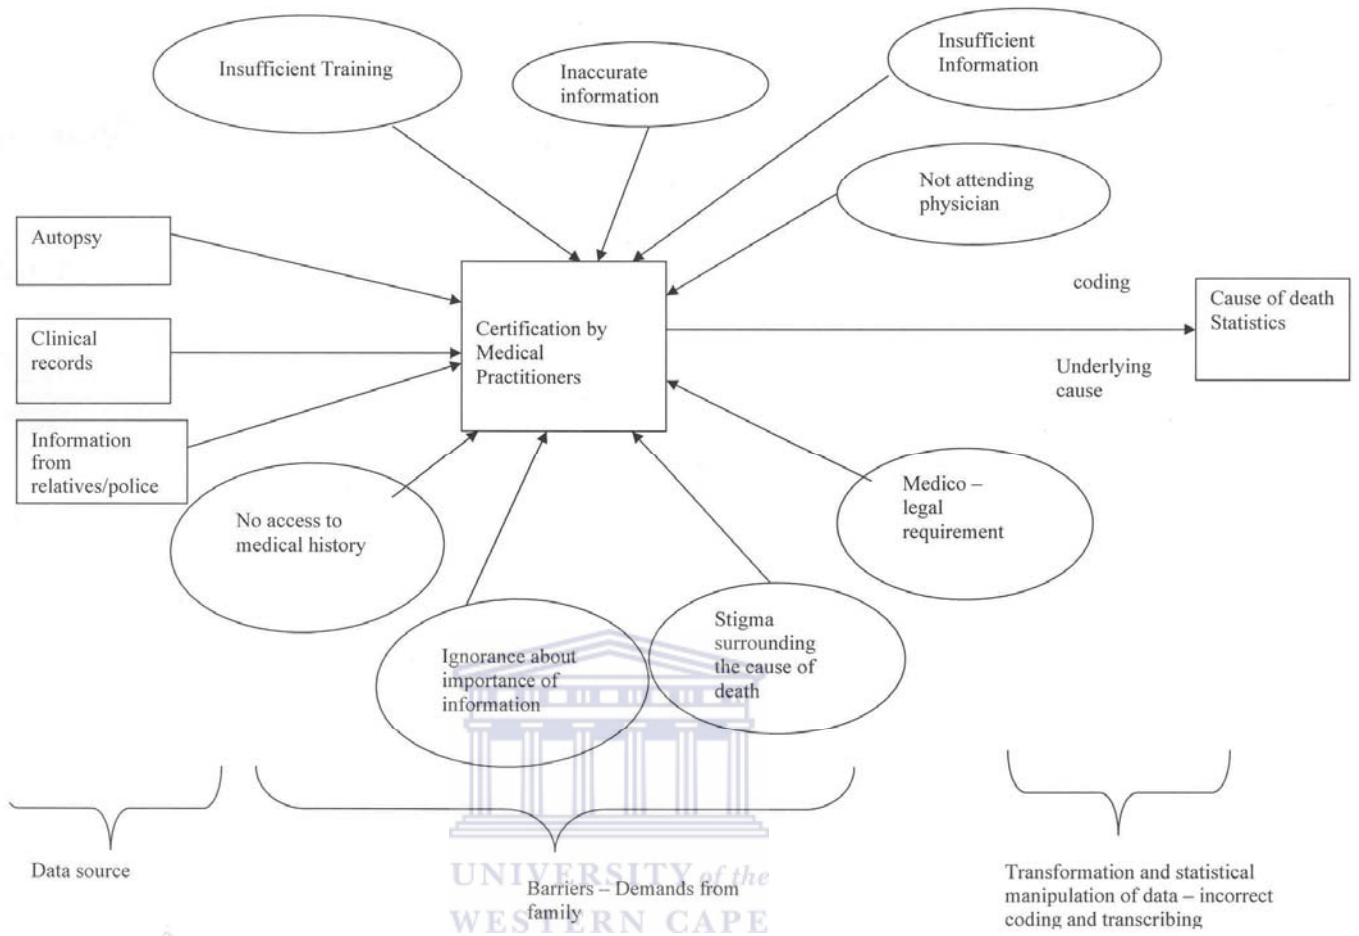 Insufficient Training
Inaccurate
information
Insufficient
Information
Not attending
physician
Autopsy
Clinical
records
Information
from
relatives/police
Certification by
Medical
Practitioners
coding
Underlying
cause
Cause of death
Statistics
No access to
medical history
Ignorance about
importance of
information
Stigma
surrounding
the cause of
death
Medico –
legal
requirement
Data source
UNIVERSITY of the
WESTERN CAPE
Barriers – Demands from
family
Transformation and statistical
manipulation of data – incorrect
coding and transcribing